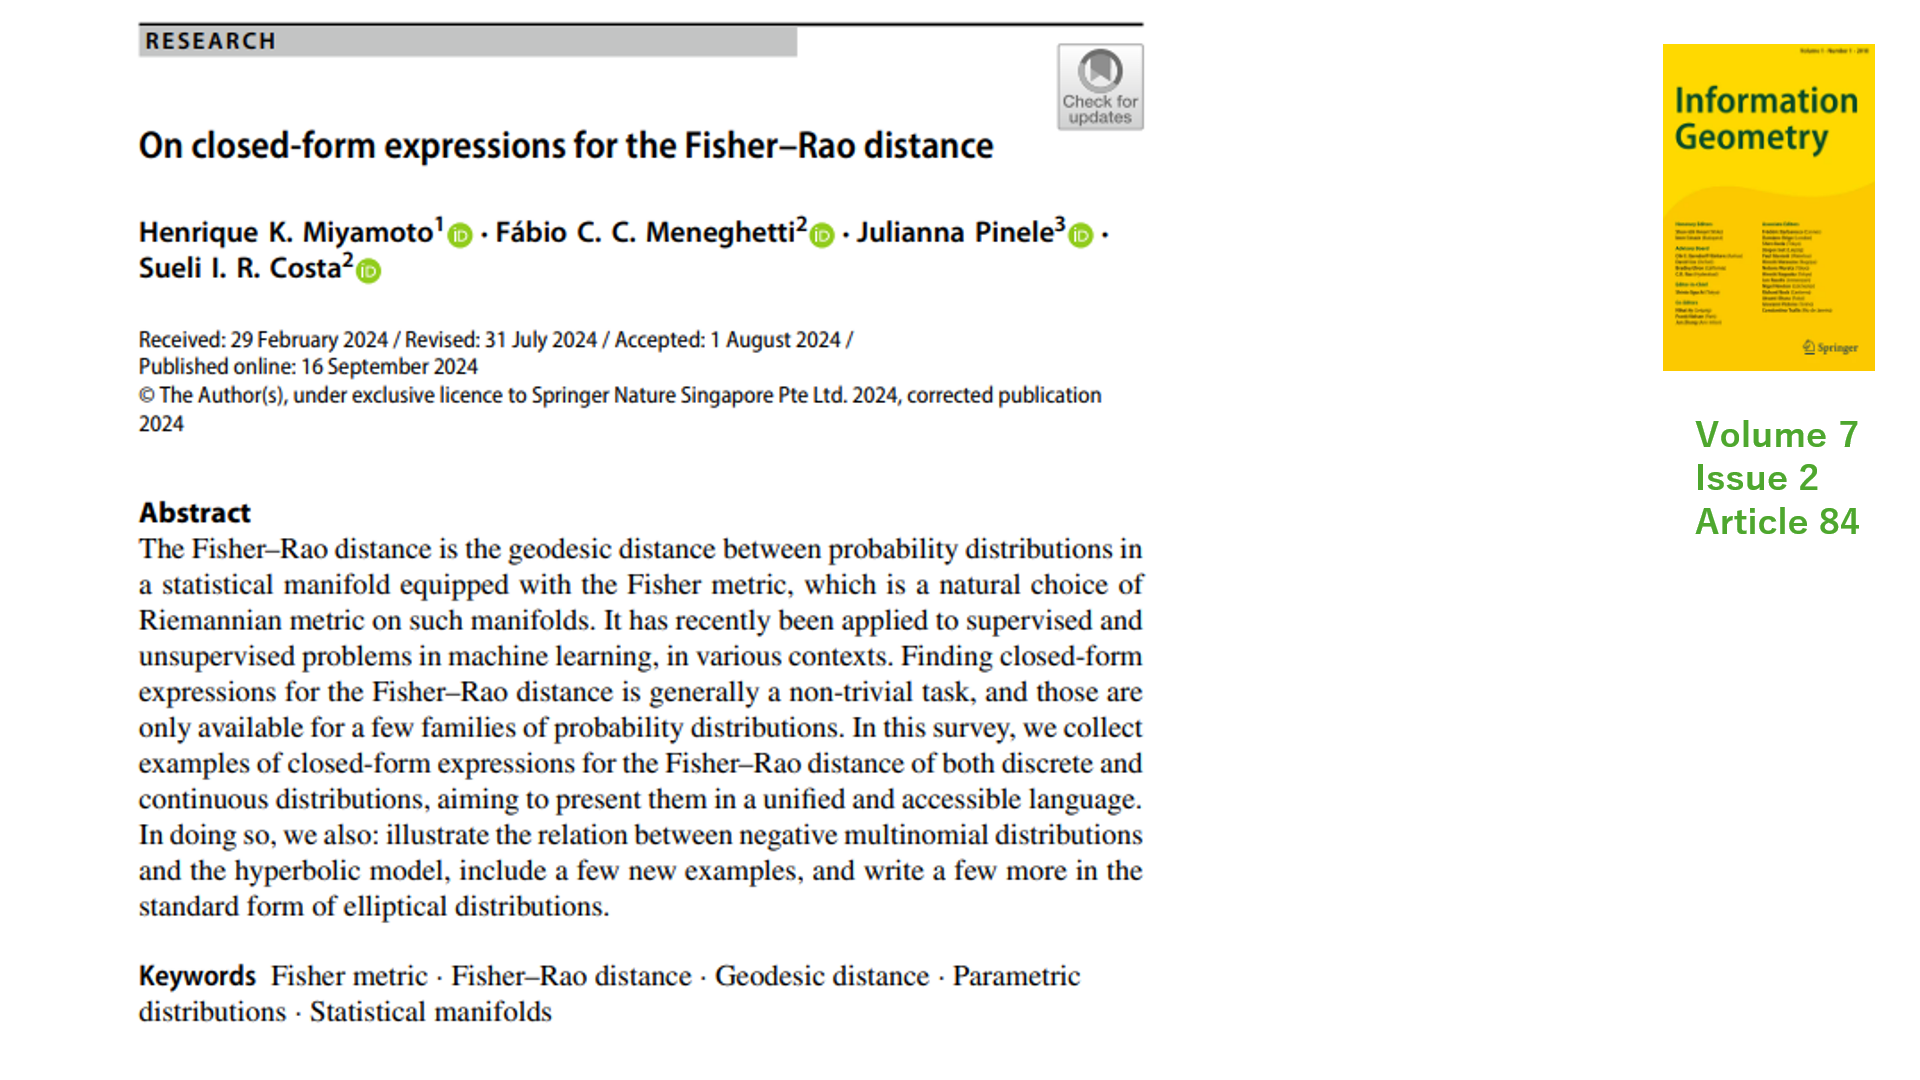 RESEARCH
Check for
updates
On closed-form expressions for the Fisher–Rao distance
Henrique K. Miyamoto1 iD · Fábio C. C. Meneghetti2 iD · Julianna Pinele3 iD ·
Sueli I. R. Costa2 iD
Received: 29 February 2024 / Revised: 31 July 2024 / Accepted: 1 August 2024 /
Published online: 16 September 2024
© The Author(s), under exclusive licence to Springer Nature Singapore Pte Ltd. 2024, corrected publication
2024
Abstract
The Fisher–Rao distance is the geodesic distance between probability distributions in
a statistical manifold equipped with the Fisher metric, which is a natural choice of
Riemannian metric on such manifolds. It has recently been applied to supervised and
unsupervised problems in machine learning, in various contexts. Finding closed-form
expressions for the Fisher–Rao distance is generally a non-trivial task, and those are
only available for a few families of probability distributions. In this survey, we collect
examples of closed-form expressions for the Fisher–Rao distance of both discrete and
continuous distributions, aiming to present them in a unified and accessible language.
In doing so, we also: illustrate the relation between negative multinomial distributions
and the hyperbolic model, include a few new examples, and write a few more in the
standard form of elliptical distributions.
Keywords Fisher metric · Fisher–Rao distance · Geodesic distance · Parametric
distributions · Statistical manifolds
Information
Geometry
Springer
Volume 7
Issue 2
Article 84